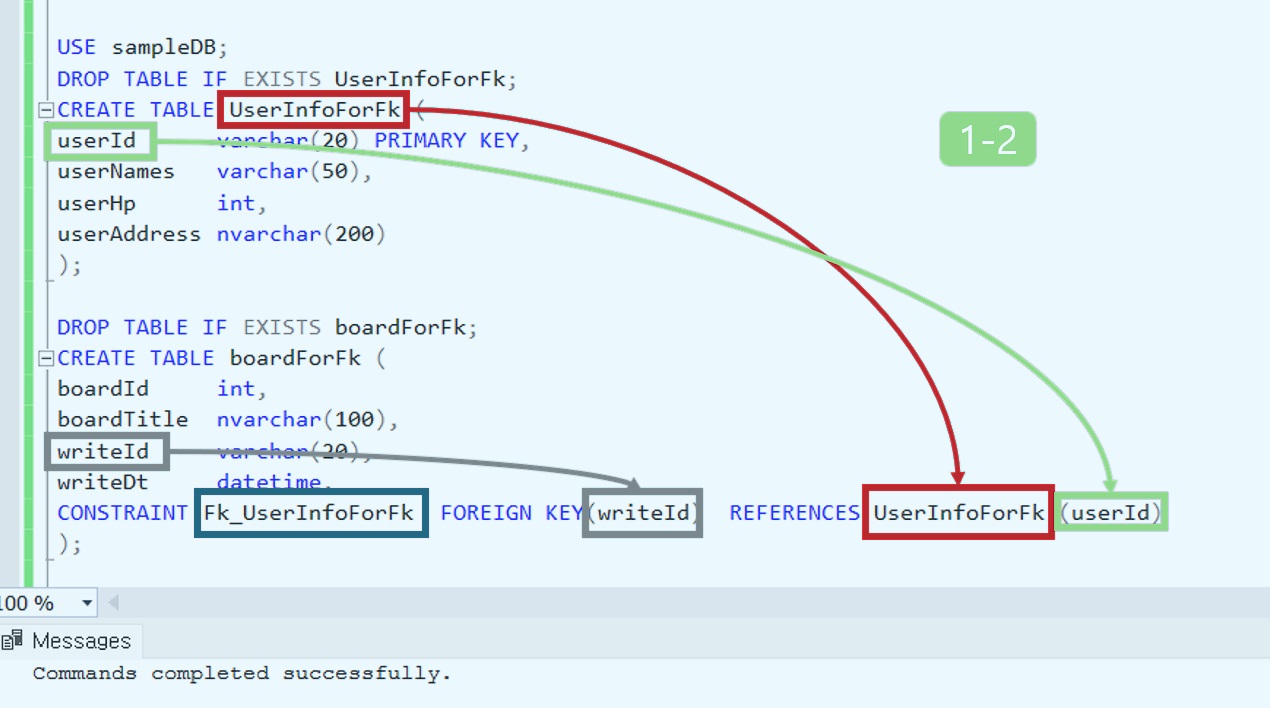 USE sampleDB;
DROP TABLE IF EXISTS UserInfoForFk;
CREATE TABLE UserInfoForFk (
userId varchar(20) PRIMARY KEY,
userNames varchar(50),
userHp int,
userAddress nvarchar(200)
);
1-2
DROP TABLE IF EXISTS boardForFk;
CREATE TABLE boardForFk (
boardId int,
boardTitle nvarchar(100),
writeId varchar(20),
writeDt datetime,
CONSTRAINT Fk_UserInfoForFk FOREIGN KEY(writeId) REFERENCES UserInfoForFk (userId)
);
100 %
Messages
Commands completed successfully.